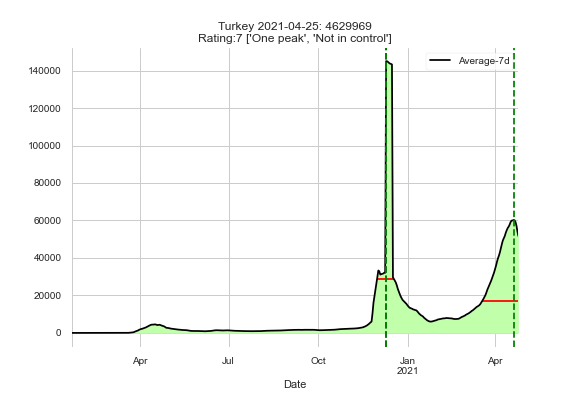 Turkey 2021-04-25: 4629969
Rating:7 ['One peak', 'Not in control']
Average-7d
140000
120000
100000
80000
60000
40000
20000
0
Apr
Jul
Oct
Jan
2021
Apr
Date